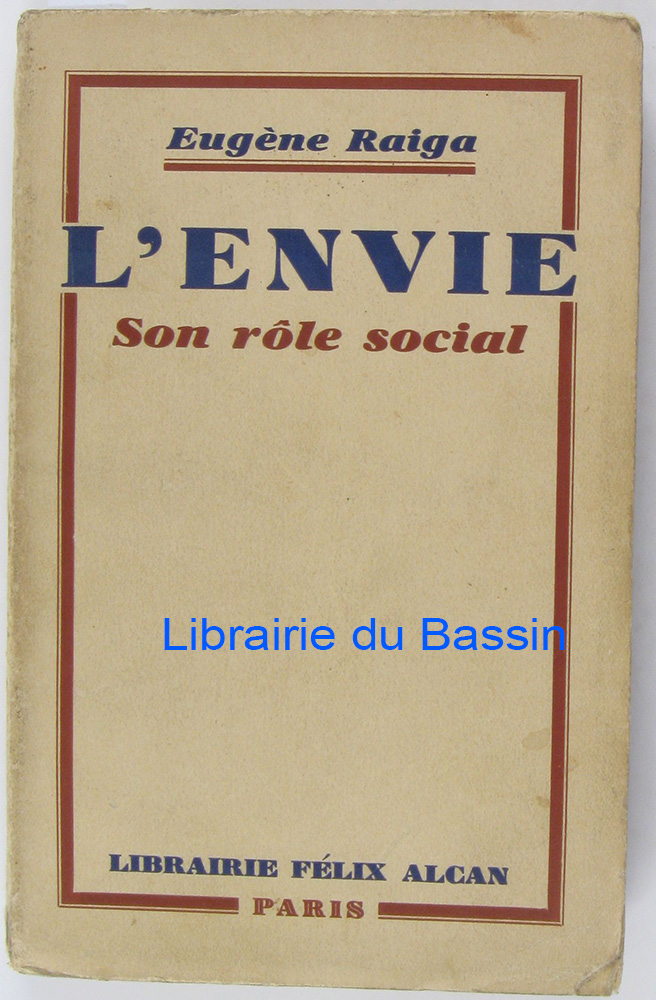 Eugène Raiga
L'ENVIE
Son rôle social
Librairie du Bassin
LIBRAIRIE FÉLIX ALCAN
PARIS